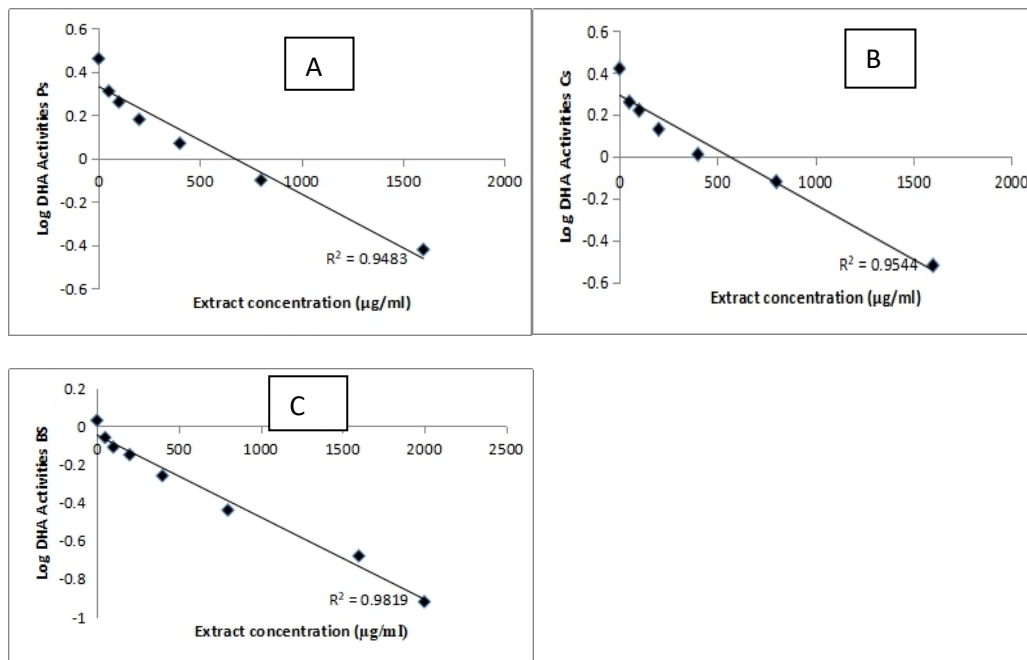 A
Log DHA Activities Ps
0.6
0.4
0.2
0
-0.2
-0.4
-0.6
0 500 1000 1500 2000
R² = 0.9483
Extract concentration (µg/ml)
B
Log DHA Activities Cs
0.6
0.4
0.2
0
-0.2
-0.4
-0.6
0 500 1000 1500 2000
R² = 0.9544
Extract concentration (µg/ml)
C
Log DHA Activities BS
0.2
0
-0.2
-0.4
-0.6
-0.8
-1
0 500 1000 1500 2000 2500
R² = 0.9819
Extract concentration (µg/ml)